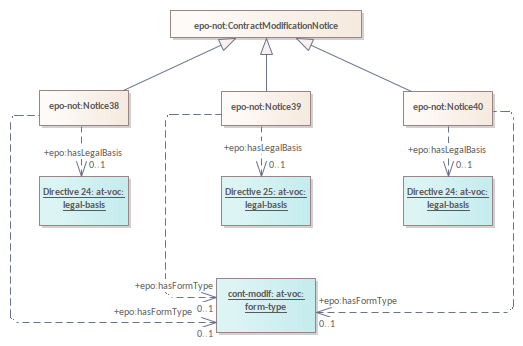 epo-not:ContractModificationNotice
epo-not:Notice38
epo-not:Notice39
epo-not:Notice40
+epo:hasLegalBasis
0..1
+epo:hasLegalBasis
0..1
+epo:hasLegalBasis
0..1
Directive 24: at-voc:
legal-basis
Directive 25: at-voc:
legal-basis
Directive 24: at-voc:
legal-basis
+epo:hasFormType
0..1
cont-modif: at-voc:
form-type
+epo:hasFormType
0..1
+epo:hasFormType
0..1